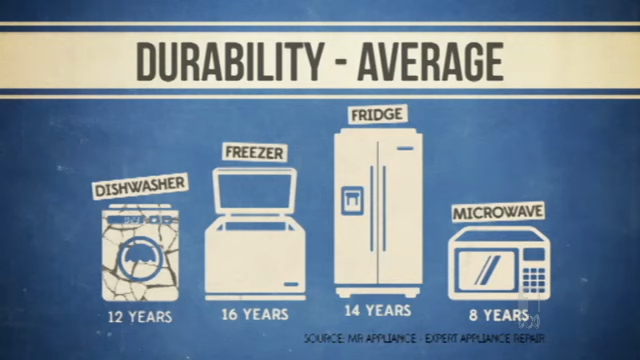 DURABILITY - AVERAGE
FRIDGE
FREEZER
DISHWASHER
MICROWAVE
12 YEARS
16 YEARS
14 YEARS
8 YEARS
SOURCE: MR APPLIANCE - EXPERT APPLIANCE REPAIR